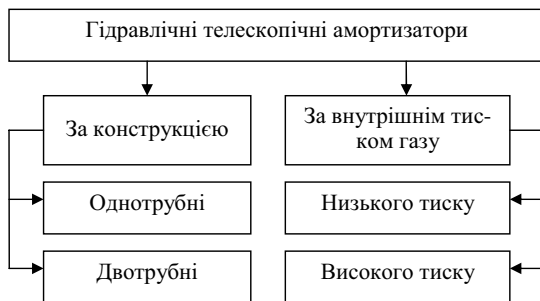 Гідравлічні телескопічні амортизатори
За конструкцією
За внутрішнім тис-
ком газу
Однотрубні
Низького тиску
Двотрубні
Високого тиску